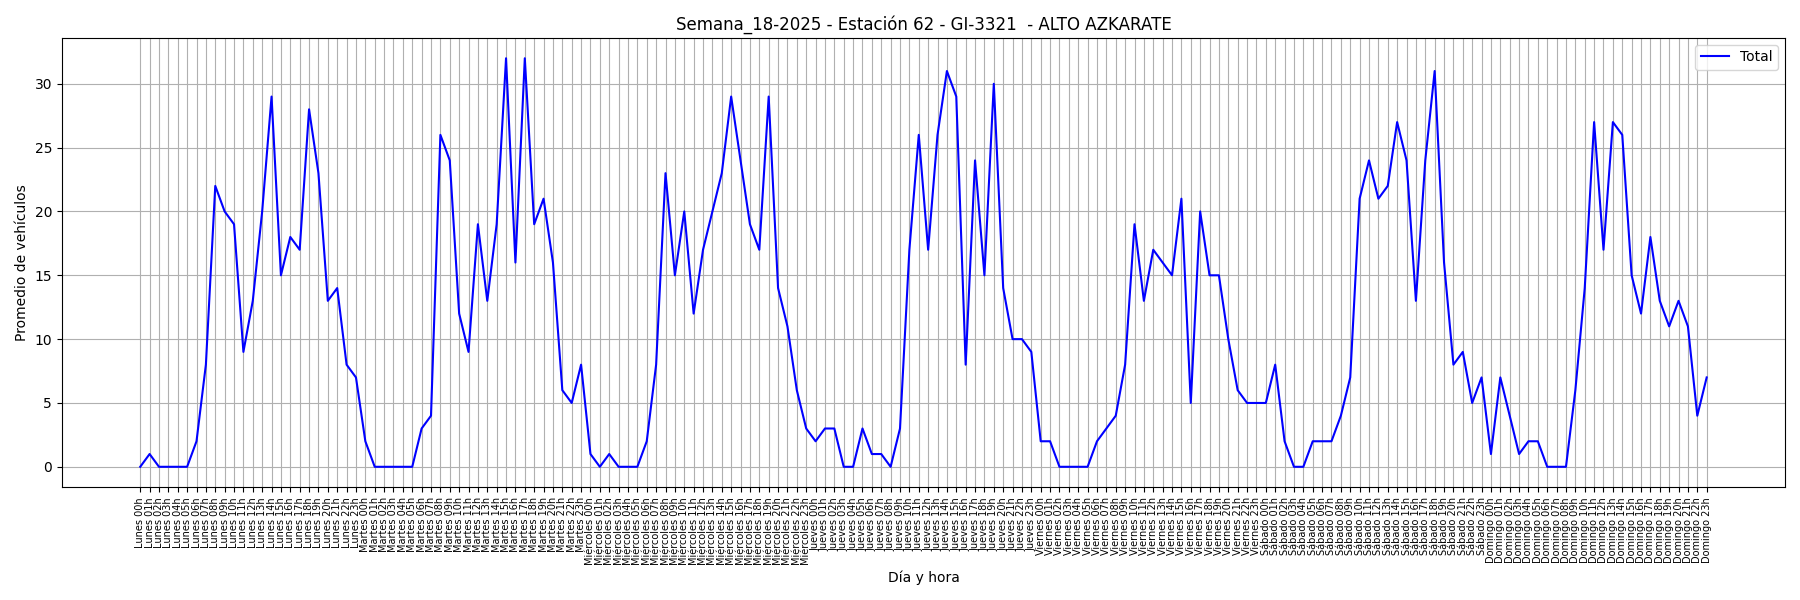 Semana_18-2025 - Estación 62 - GI-3321  - ALTO AZKARATE
Total
Promedio de vehículos
30
25
20
15
10
5
0
Lunes 00h
Lunes 01h
Lunes 02h
Lunes 03h
Lunes 04h
Lunes 05h
Lunes 06h
Lunes 07h
Lunes 08h
Lunes 09h
Lunes 10h
Lunes 11h
Lunes 12h
Lunes 13h
Lunes 14h
Lunes 15h
Lunes 16h
Lunes 17h
Lunes 18h
Lunes 19h
Lunes 20h
Lunes 21h
Lunes 22h
Lunes 23h
Martes 00h
Martes 01h
Martes 02h
Martes 03h
Martes 04h
Martes 05h
Martes 06h
Martes 07h
Martes 08h
Martes 09h
Martes 10h
Martes 11h
Martes 12h
Martes 13h
Martes 14h
Martes 15h
Martes 16h
Martes 17h
Martes 18h
Martes 19h
Martes 20h
Martes 21h
Martes 22h
Martes 23h
Miércoles 00h
Miércoles 01h
Miércoles 02h
Miércoles 03h
Miércoles 04h
Miércoles 05h
Miércoles 06h
Miércoles 07h
Miércoles 08h
Miércoles 09h
Miércoles 10h
Miércoles 11h
Miércoles 12h
Miércoles 13h
Miércoles 14h
Miércoles 15h
Miércoles 16h
Miércoles 17h
Miércoles 18h
Miércoles 19h
Miércoles 20h
Miércoles 21h
Miércoles 22h
Miércoles 23h
Jueves 00h
Jueves 01h
Jueves 02h
Jueves 03h
Jueves 04h
Jueves 05h
Jueves 06h
Jueves 07h
Jueves 08h
Jueves 09h
Jueves 10h
Jueves 11h
Jueves 12h
Jueves 13h
Jueves 14h
Jueves 15h
Jueves 16h
Jueves 17h
Jueves 18h
Jueves 19h
Jueves 20h
Jueves 21h
Jueves 22h
Jueves 23h
Viernes 00h
Viernes 01h
Viernes 02h
Viernes 03h
Viernes 04h
Viernes 05h
Viernes 06h
Viernes 07h
Viernes 08h
Viernes 09h
Viernes 10h
Viernes 11h
Viernes 12h
Viernes 13h
Viernes 14h
Viernes 15h
Viernes 16h
Viernes 17h
Viernes 18h
Viernes 19h
Viernes 20h
Viernes 21h
Viernes 22h
Viernes 23h
Sábado 00h
Sábado 01h
Sábado 02h
Sábado 03h
Sábado 04h
Sábado 05h
Sábado 06h
Sábado 07h
Sábado 08h
Sábado 09h
Sábado 10h
Sábado 11h
Sábado 12h
Sábado 13h
Sábado 14h
Sábado 15h
Sábado 16h
Sábado 17h
Sábado 18h
Sábado 19h
Sábado 20h
Sábado 21h
Sábado 22h
Sábado 23h
Domingo 00h
Domingo 01h
Domingo 02h
Domingo 03h
Domingo 04h
Domingo 05h
Domingo 06h
Domingo 07h
Domingo 08h
Domingo 09h
Domingo 10h
Domingo 11h
Domingo 12h
Domingo 13h
Domingo 14h
Domingo 15h
Domingo 16h
Domingo 17h
Domingo 18h
Domingo 19h
Domingo 20h
Domingo 21h
Domingo 22h
Domingo 23h
Día y hora